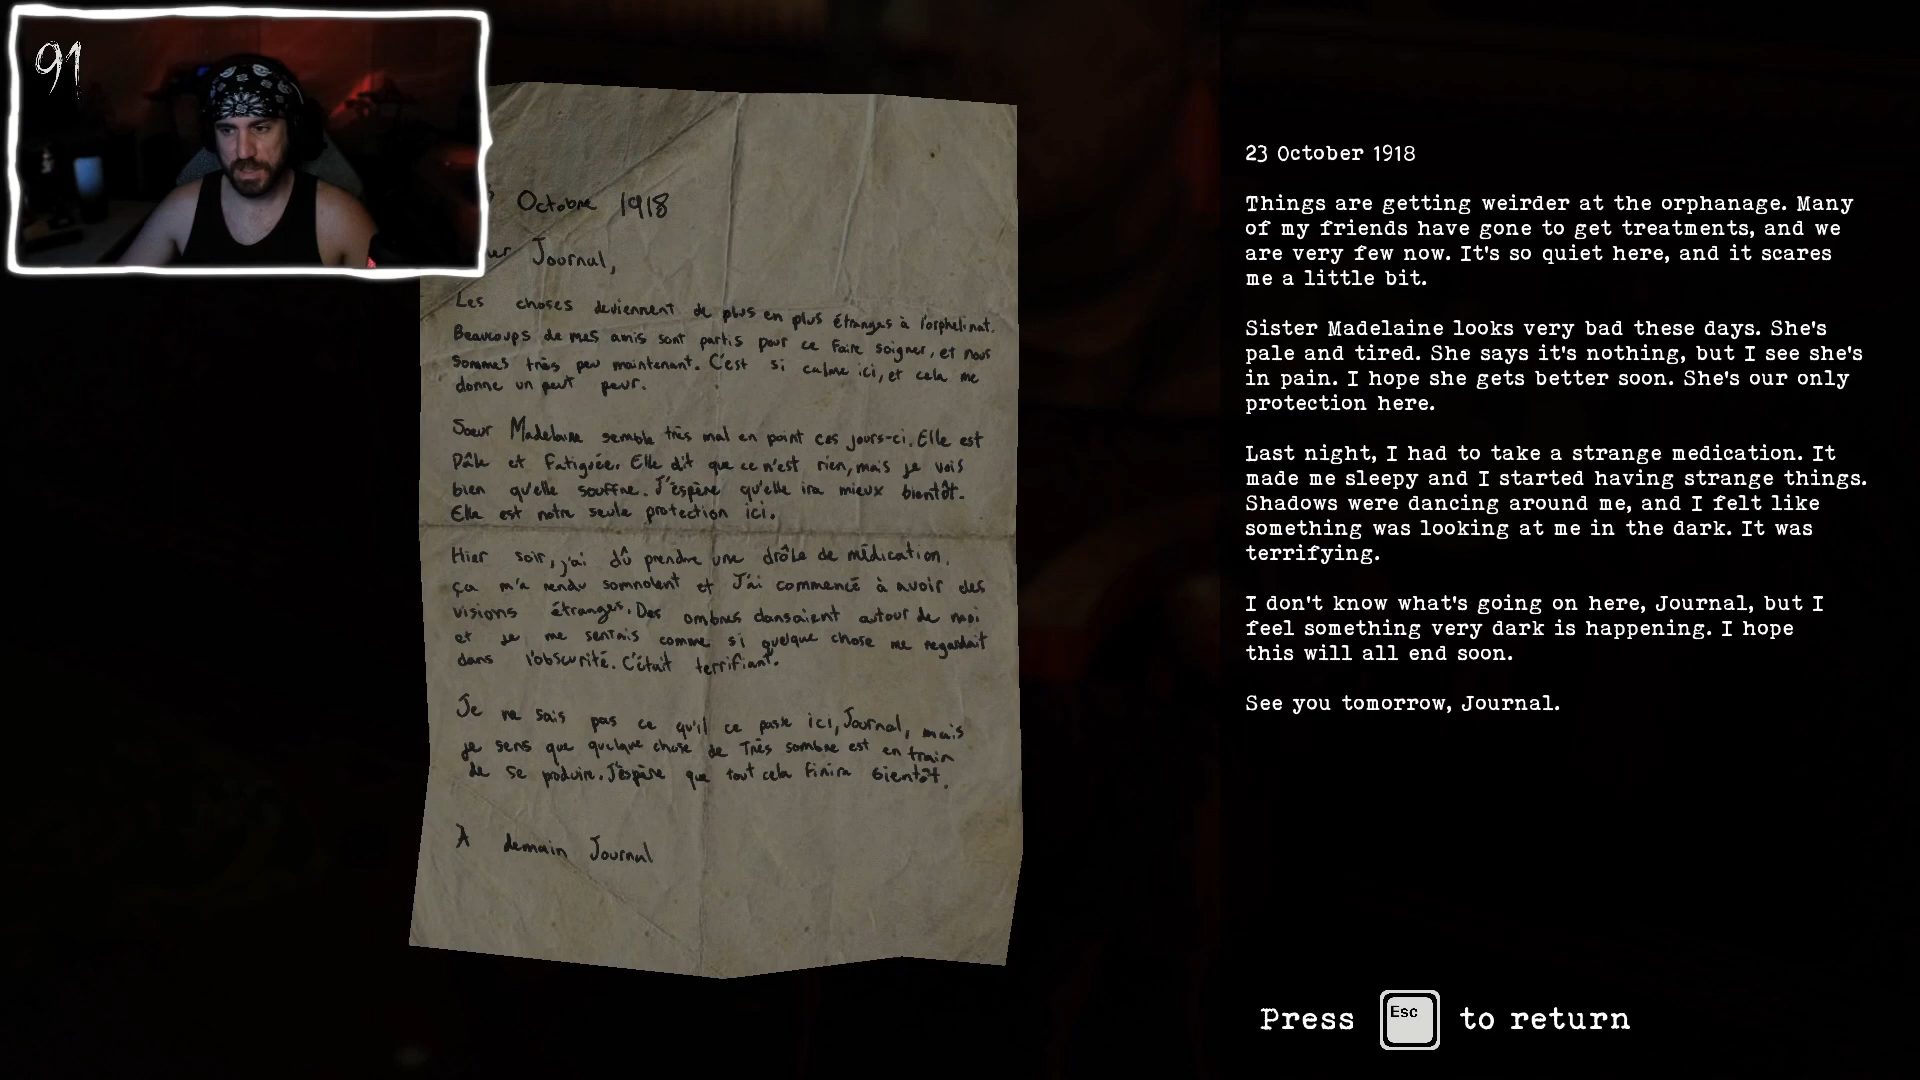 91
Octobre 1918
Journal,
Les choses deviennent de plus en plus étranges à l'orphelinat.
Beaucoups de mes amis sont partis pour ce faire soigner, et nous
sommes très peu maintenant. C'est si calme ici, et cela me
donne un peut peur.
Soeur Madelaine semble très mal en point ces jours-ci. Elle est
Pâle et fatiguée. Elle dit que ce n'est rien, mais je vois
bien qu'elle souffre. J'espère qu'elle ira mieux bientôt.
Elle est notre seule protection ici.
Hier soir, j'ai dû prendre une drôle de médication.
ça m'a rendu somnolent et J'ai commencé à avoir des
visions étranges. Des ombres dansaient autour de moi
et je me sentais comme si quelque chose me regardait
dans l'obscurité. C'était terrifiant.
Je ne sais pas ce qu'il ce passe ici, Journal, mais
je sens que quelque chose de Très sombre est en train
de se produire. J'espère que tout cela finira bientôt.
À demain Journal
23 October 1918
Things are getting weirder at the orphanage. Many
of my friends have gone to get treatments, and we
are very few now. It's so quiet here, and it scares
me a little bit.
Sister Madelaine looks very bad these days. She's
pale and tired. She says it's nothing, but I see she's
in pain. I hope she gets better soon. She's our only
protection here.
Last night, I had to take a strange medication. It
made me sleepy and I started having strange things.
Shadows were dancing around me, and I felt like
something was looking at me in the dark. It was
terrifying.
I don't know what's going on here, Journal, but I
feel something very dark is happening. I hope
this will all end soon.
See you tomorrow, Journal.
Press Esc to return